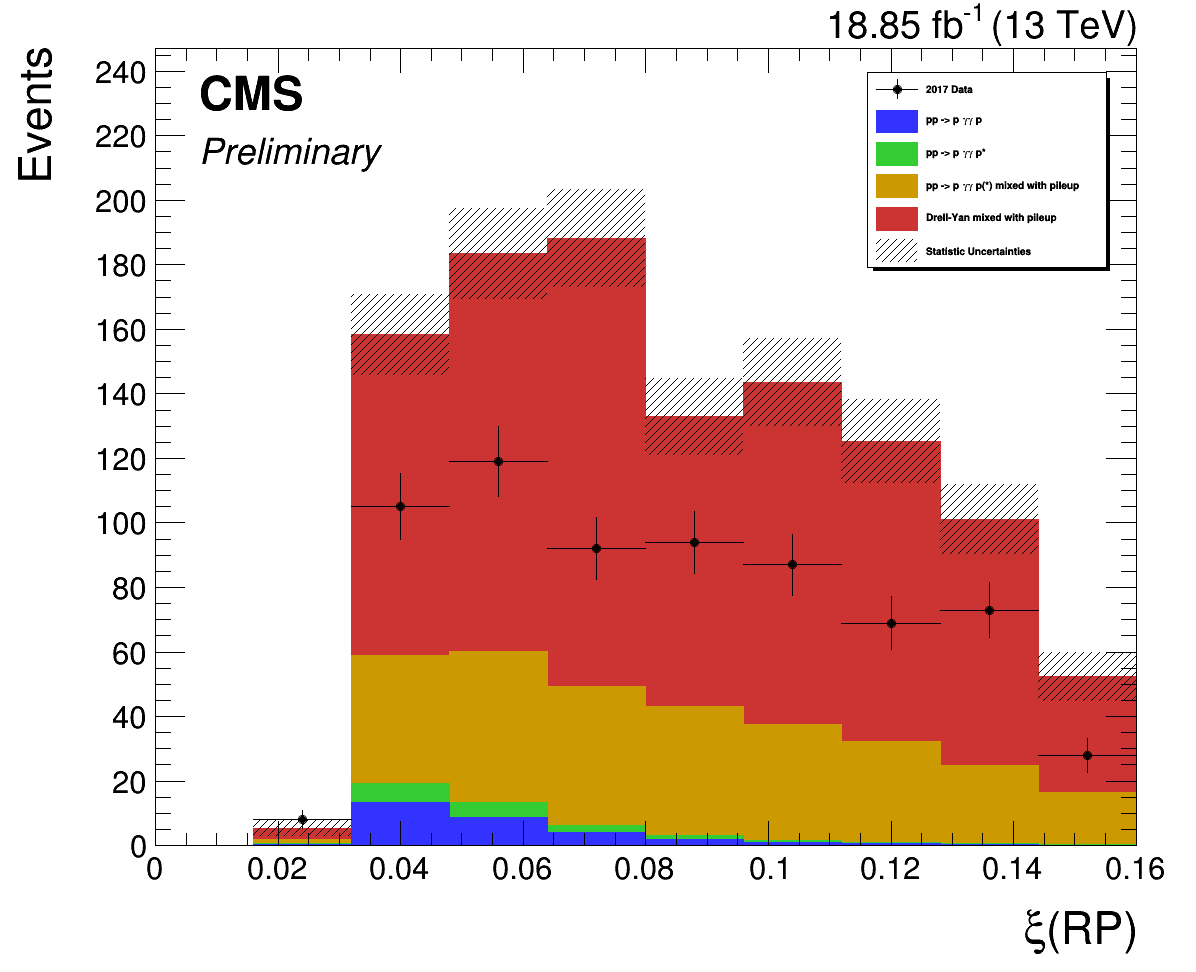 18.85 fb⁻¹ (13 TeV)
Events
CMS
Preliminary
2017 Data
pp -> p γγ p
pp -> p γγ p*
pp -> p γγ p(*) mixed with pileup
Drell-Yan mixed with pileup
Statistic Uncertainties
240
220
200
180
160
140
120
100
80
60
40
20
0
0 0.02 0.04 0.06 0.08 0.1 0.12 0.14 0.16
ξ(RP)